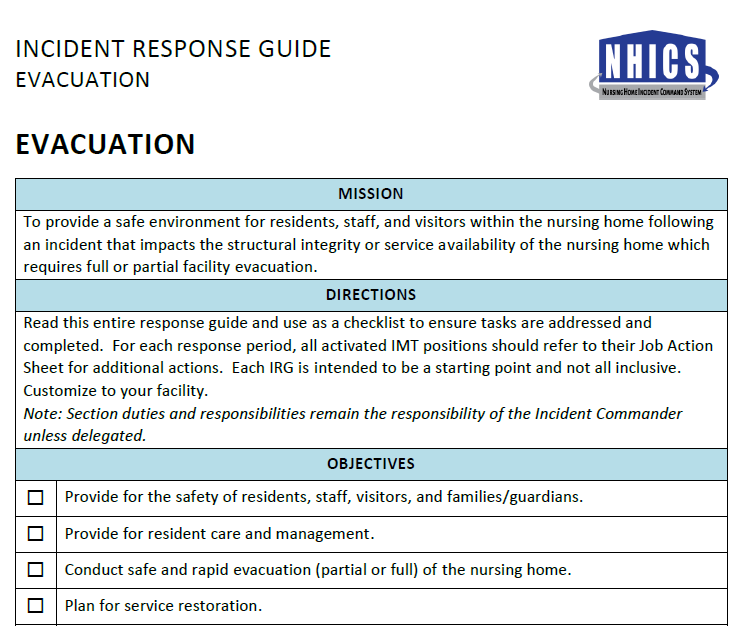 INCIDENT RESPONSE GUIDE
EVACUATION
NHICS
NURSING HOME INCIDENT COMMAND SYSTEM
EVACUATION
MISSION
To provide a safe environment for residents, staff, and visitors within the nursing home following
an incident that impacts the structural integrity or service availability of the nursing home which
requires full or partial facility evacuation.
DIRECTIONS
Read this entire response guide and use as a checklist to ensure tasks are addressed and
completed.  For each response period, all activated IMT positions should refer to their Job Action
Sheet for additional actions.  Each IRG is intended to be a starting point and not all inclusive.
Customize to your facility.
Note: Section duties and responsibilities remain the responsibility of the Incident Commander
unless delegated.
OBJECTIVES
Provide for the safety of residents, staff, visitors, and families/guardians.
Provide for resident care and management.
Conduct safe and rapid evacuation (partial or full) of the nursing home.
Plan for service restoration.